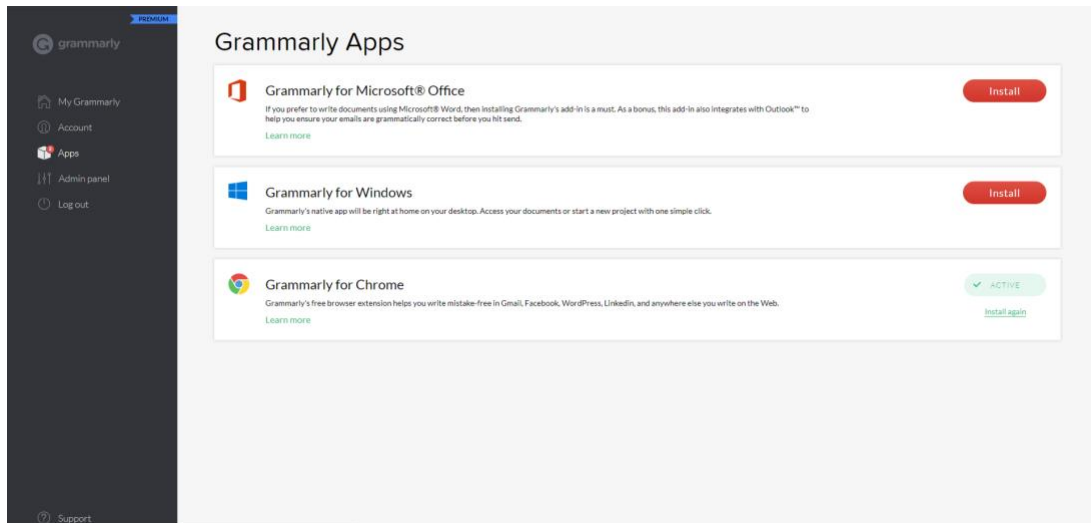 PREMIUM
grammarly
My Grammarly
Account
Apps
Admin panel
Log out
Support
Grammarly Apps
Grammarly for Microsoft® Office
If you prefer to write documents using Microsoft® Word, then installing Grammarly's add-in is a must. As a bonus, this add-in also integrates with Outlook™ to
help you ensure your emails are grammatically correct before you hit send.
Learn more
Install
Grammarly for Windows
Grammarly's native app will be right at home on your desktop. Access your documents or start a new project with one simple click.
Learn more
Install
Grammarly for Chrome
Grammarly's free browser extension helps you write mistake-free in Gmail, Facebook, WordPress, Linkedin, and anywhere else you write on the Web.
Learn more
ACTIVE
Install again